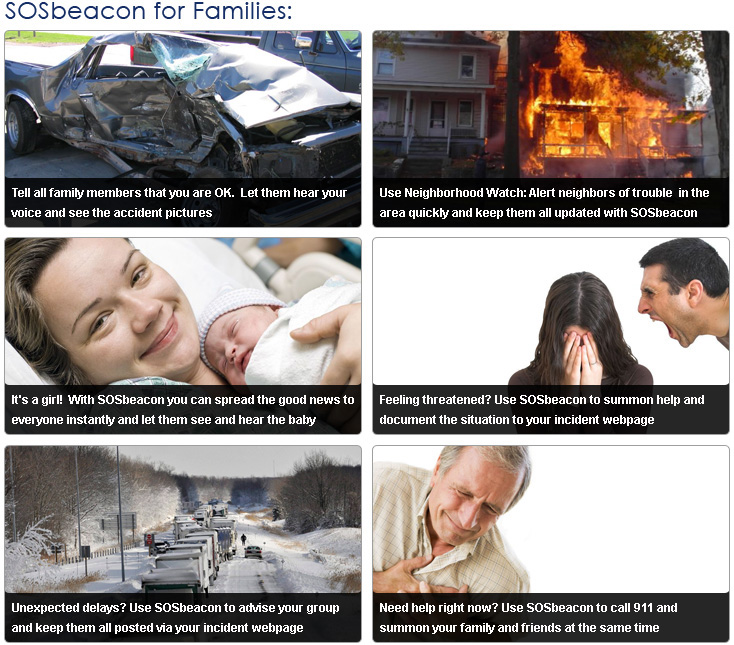 SOSbeacon for Families:
Tell all family members that you are OK.  Let them hear your
voice and see the accident pictures
Use Neighborhood Watch: Alert neighbors of trouble  in the
area quickly and keep them all updated with SOSbeacon
It's a girl!  With SOSbeacon you can spread the good news to
everyone instantly and let them see and hear the baby
Feeling threatened? Use SOSbeacon to summon help and
document the situation to your incident webpage
Unexpected delays? Use SOSbeacon to advise your group
and keep them all posted via your incident webpage
Need help right now? Use SOSbeacon to call 911 and
summon your family and friends at the same time